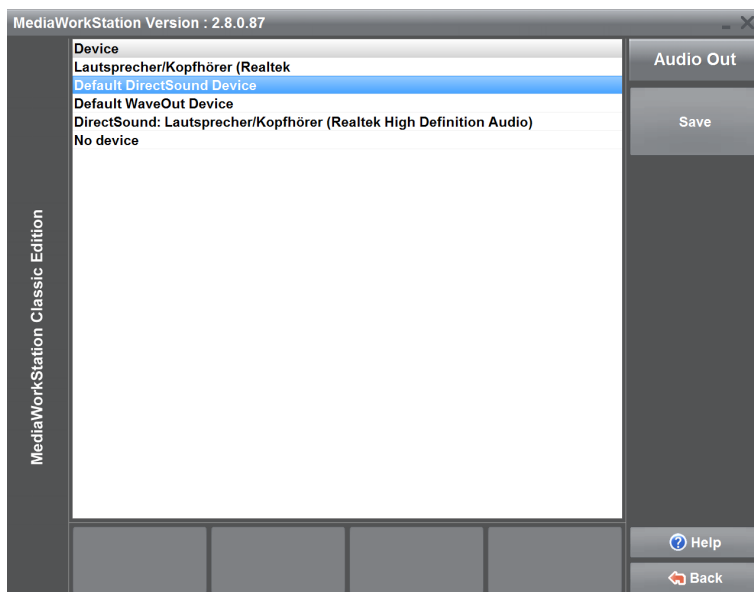 MediaWorkStation Version : 2.8.0.87
Device
Lautsprecher/Kopfhörer (Realtek
Default DirectSound Device
Default WaveOut Device
DirectSound: Lautsprecher/Kopfhörer (Realtek High Definition Audio)
No device
MediaWorkStation Classic Edition
Audio Out
Save
Help
Back